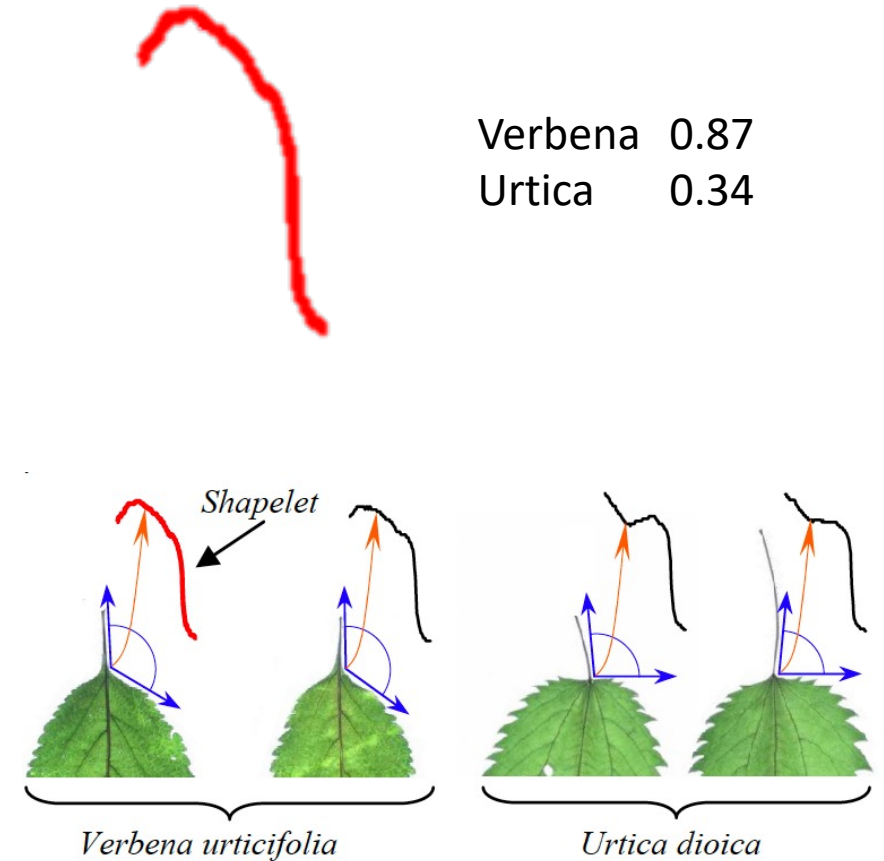 Verbena 0.87
Urtica 0.34
Shapelet
Verbena urticifolia
Urtica dioica